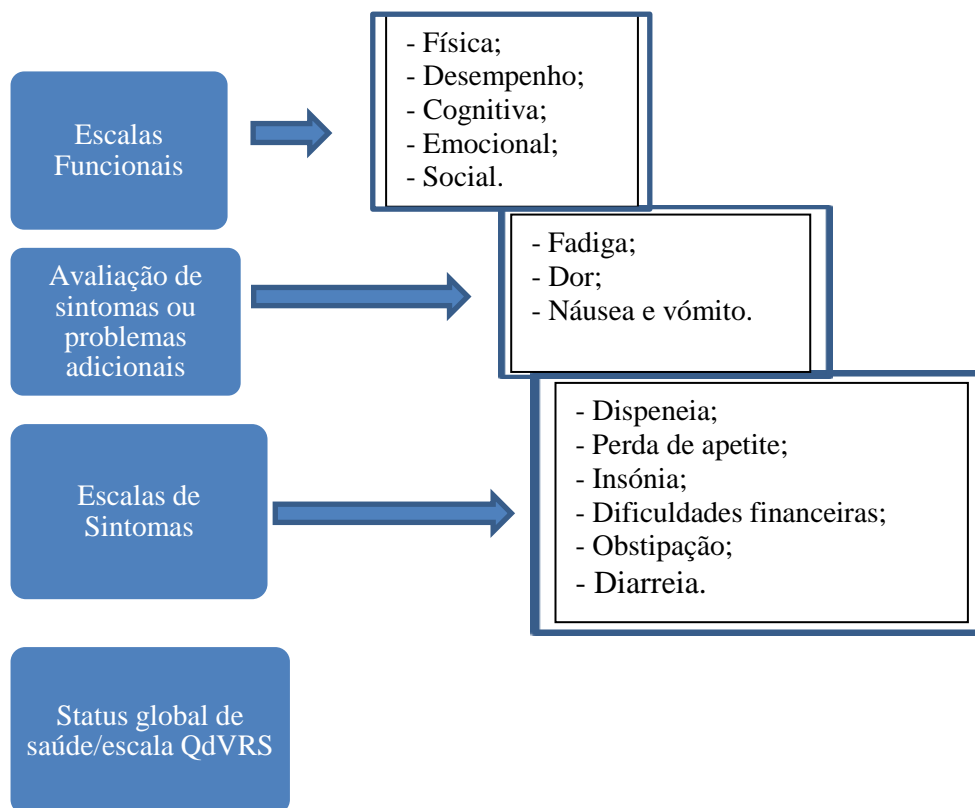 Escalas
Funcionais
- Física;
- Desempenho;
- Cognitiva;
- Emocional;
- Social.
Avaliação de
sintomas ou
problemas
adicionais
- Fadiga;
- Dor;
- Náusea e vómito.
Escalas de
Sintomas
- Dispeneia;
- Perda de apetite;
- Insónia;
- Dificuldades financeiras;
- Obstipação;
- Diarreia.
Status global de
saúde/escala QdVRS